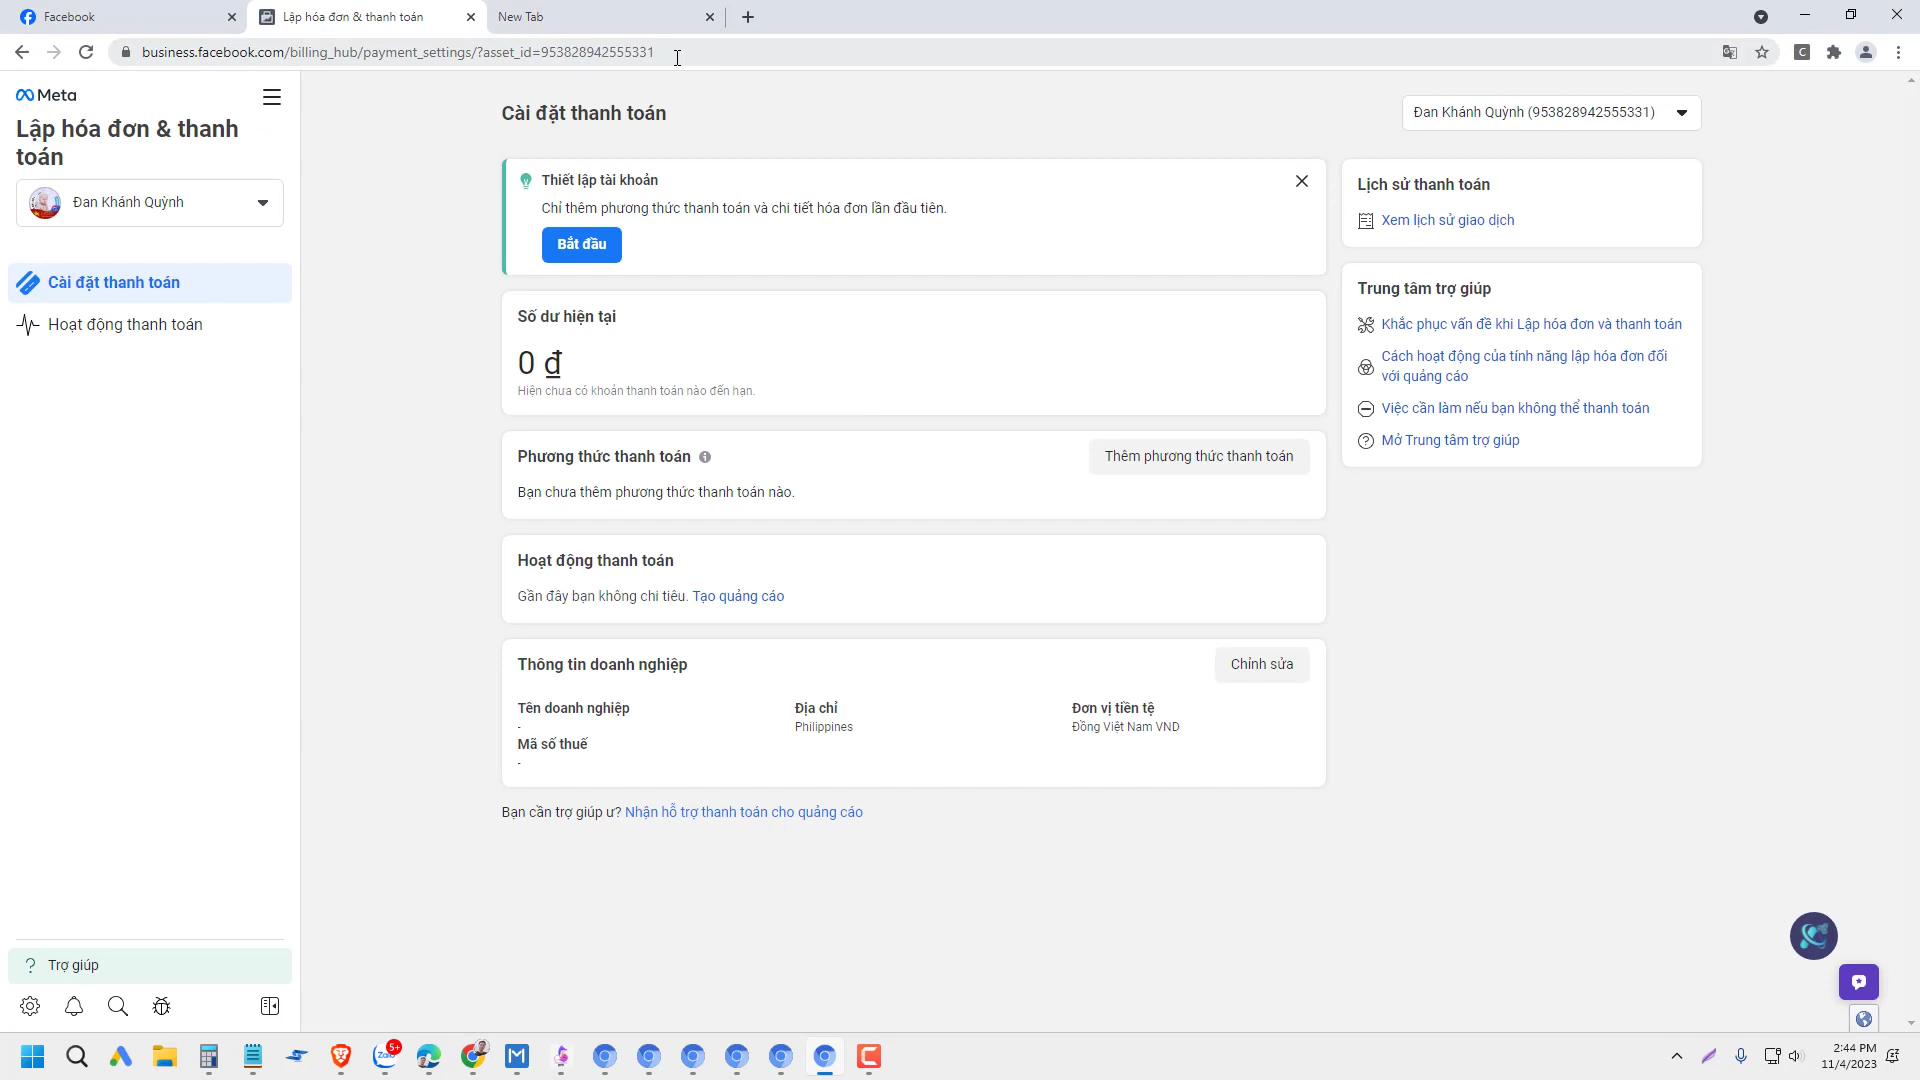 Facebook
Lập hóa đơn & thanh toán
New Tab
business.facebook.com/billing_hub/payment_settings/?asset_id=953828942555331
Meta
Lập hóa đơn & thanh
toán
Đan Khánh Quỳnh
Cài đặt thanh toán
Hoạt động thanh toán
Trợ giúp
Cài đặt thanh toán
Đan Khánh Quỳnh (953828942555331)
Thiết lập tài khoản
Chỉ thêm phương thức thanh toán và chi tiết hóa đơn lần đầu tiên.
Bắt đầu
Số dư hiện tại
0 ₫
Hiện chưa có khoản thanh toán nào đến hạn.
Phương thức thanh toán
Thêm phương thức thanh toán
Bạn chưa thêm phương thức thanh toán nào.
Hoạt động thanh toán
Gần đây bạn không chi tiêu. Tạo quảng cáo
Thông tin doanh nghiệp
Chỉnh sửa
Tên doanh nghiệp
-
Mã số thuế
-
Địa chỉ
Philippines
Đơn vị tiền tệ
Đồng Việt Nam VND
Bạn cần trợ giúp ư? Nhận hỗ trợ thanh toán cho quảng cáo
Lịch sử thanh toán
Xem lịch sử giao dịch
Trung tâm trợ giúp
Khắc phục vấn đề khi Lập hóa đơn và thanh toán
Cách hoạt động của tính năng lập hóa đơn đối
với quảng cáo
Việc cần làm nếu bạn không thể thanh toán
Mở Trung tâm trợ giúp
Zalo
5+
2:44 PM
11/4/2023